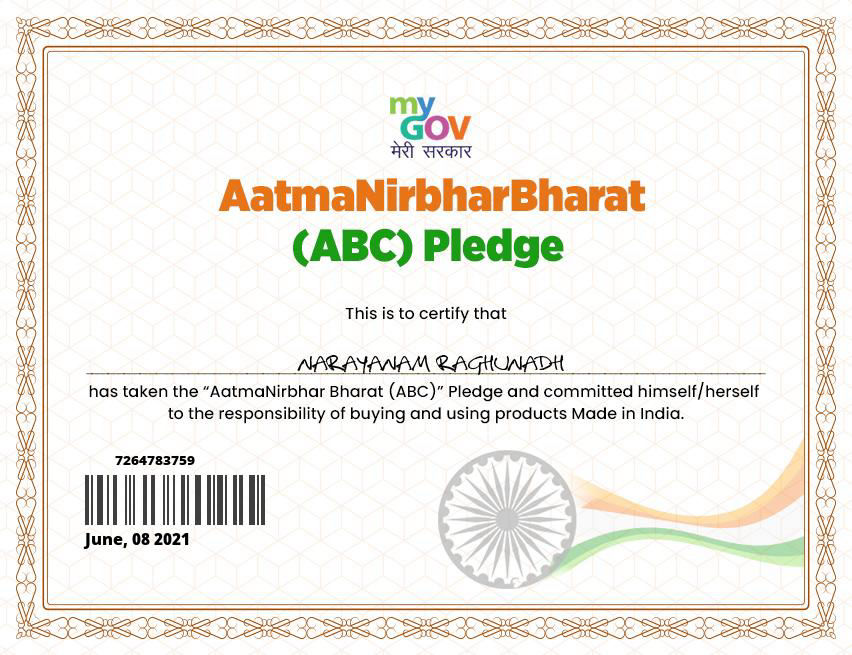 my
GOV
मेरी सरकार
AatmaNirbharBharat
(ABC) Pledge
This is to certify that
NARAYANAM RAGHUNADH
has taken the “AatmaNirbhar Bharat (ABC)” Pledge and committed himself/herself
to the responsibility of buying and using products Made in India.
7264783759
June, 08 2021